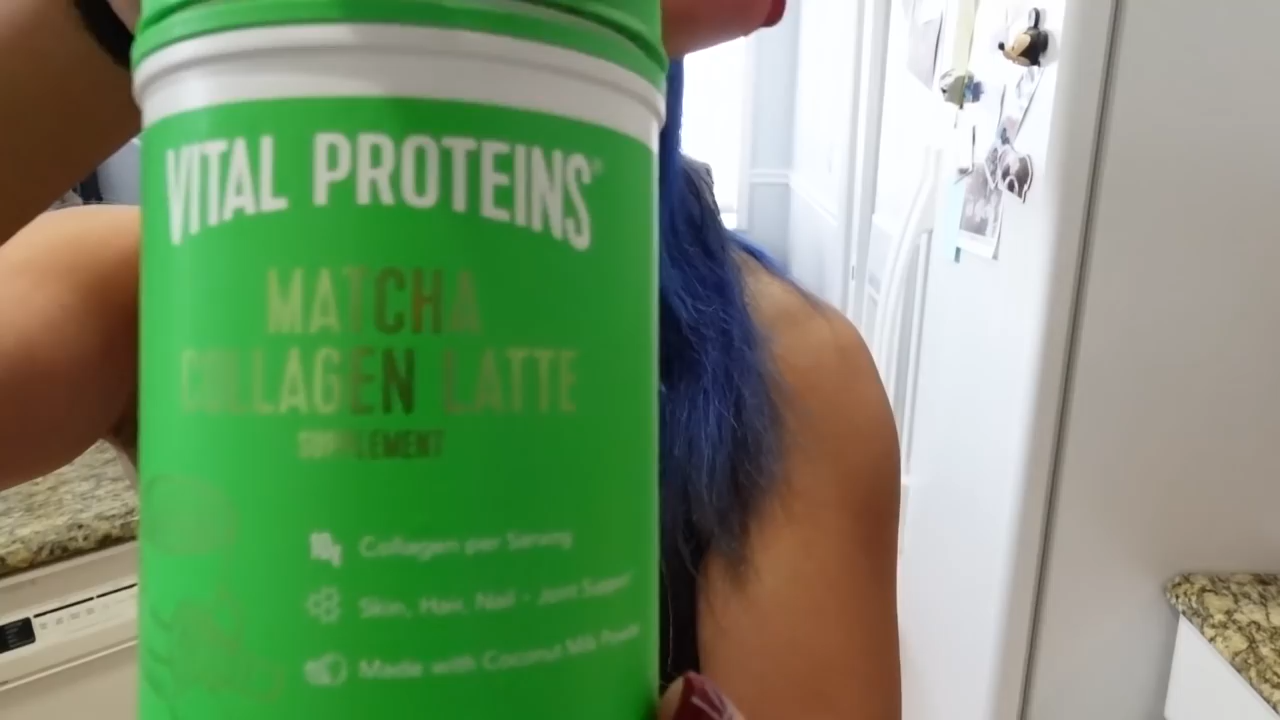 VITAL PROTEINS®
MATCHA
COLLAGEN LATTE
SUPPLEMENT
10g Collagen per Serving
Skin, Hair, Nail + Joint Support
Made with Coconut Milk Powder